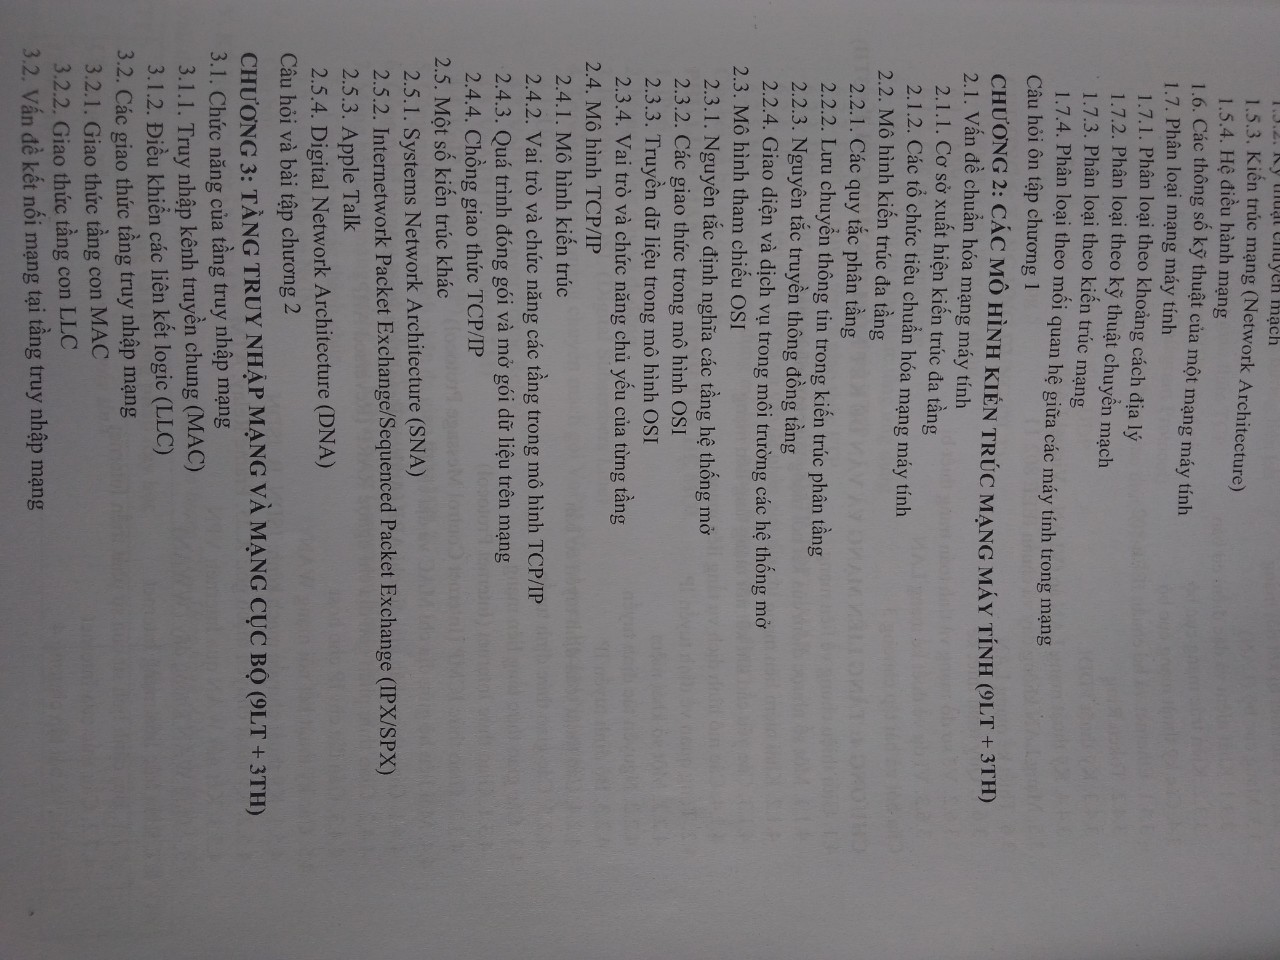 1.5.2. Kỹ thuật chuyển mạch
1.5.3. Kiến trúc mạng (Network Architecture)
1.5.4. Hệ điều hành mạng
1.6. Các thông số kỹ thuật của một mạng máy tính
1.7. Phân loại mạng máy tính
1.7.1. Phân loại theo khoảng cách địa lý
1.7.2. Phân loại theo kỹ thuật chuyển mạch
1.7.3. Phân loại theo kiến trúc mạng
1.7.4. Phân loại theo mối quan hệ giữa các máy tính trong mạng
Câu hỏi ôn tập chương 1
CHƯƠNG 2: CÁC MÔ HÌNH KIẾN TRÚC MẠNG MÁY TÍNH (9LT + 3TH)
2.1. Vấn đề chuẩn hóa mạng máy tính
2.1.1. Cơ sở xuất hiện kiến trúc đa tầng
2.1.2. Các tổ chức tiêu chuẩn hóa mạng máy tính
2.2. Mô hình kiến trúc đa tầng
2.2.1. Các quy tắc phân tầng
2.2.2. Lưu chuyển thông tin trong kiến trúc phân tầng
2.2.3. Nguyên tắc truyền thông đồng tầng
2.2.4. Giao diện và dịch vụ trong môi trường các hệ thống mở
2.3. Mô hình tham chiếu OSI
2.3.1. Nguyên tắc định nghĩa các tầng hệ thống mở
2.3.2. Các giao thức trong mô hình OSI
2.3.3. Truyền dữ liệu trong mô hình OSI
2.3.4. Vai trò và chức năng chủ yếu của từng tầng
2.4. Mô hình TCP/IP
2.4.1. Mô hình kiến trúc
2.4.2. Vai trò và chức năng các tầng trong mô hình TCP/IP
2.4.3. Quá trình đóng gói và mở gói dữ liệu trên mạng
2.4.4. Chồng giao thức TCP/IP
2.5. Một số kiến trúc khác
2.5.1. Systems Network Architecture (SNA)
2.5.2. Internetwork Packet Exchange/Sequenced Packet Exchange (IPX/SPX)
2.5.3. Apple Talk
2.5.4. Digital Network Architecture (DNA)
Câu hỏi và bài tập chương 2
CHƯƠNG 3: TẦNG TRUY NHẬP MẠNG VÀ MẠNG CỤC BỘ (9LT + 3TH)
3.1. Chức năng của tầng truy nhập mạng
3.1.1. Truy nhập kênh truyền chung (MAC)
3.1.2. Điều khiển các liên kết logic (LLC)
3.2. Các giao thức tầng truy nhập mạng
3.2.1. Giao thức tầng con MAC
3.2.2. Giao thức tầng con LLC
3.2. Vấn đề kết nối mạng tại tầng truy nhập mạng